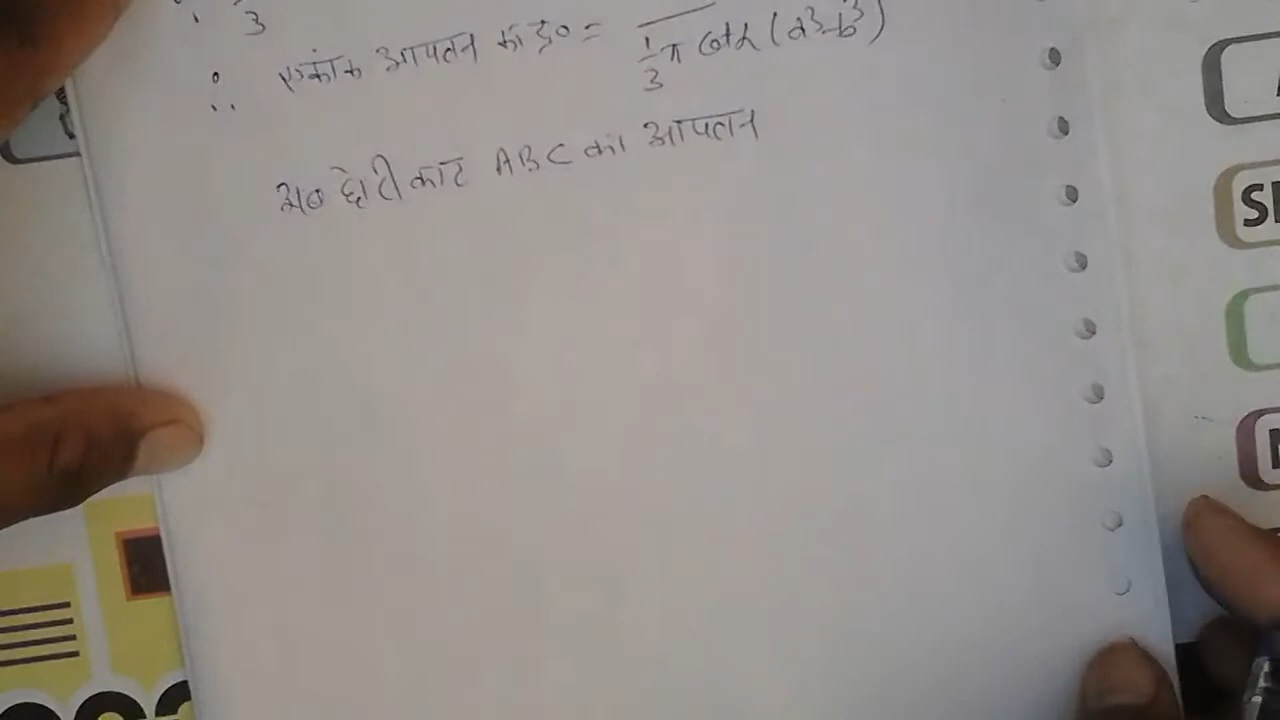 ∴ 3
∴ एकांक आयतन का द्र० = ‾‾ / (1/3 π cotα (a³-b³))
अब छोटी काट ABC का आयतन